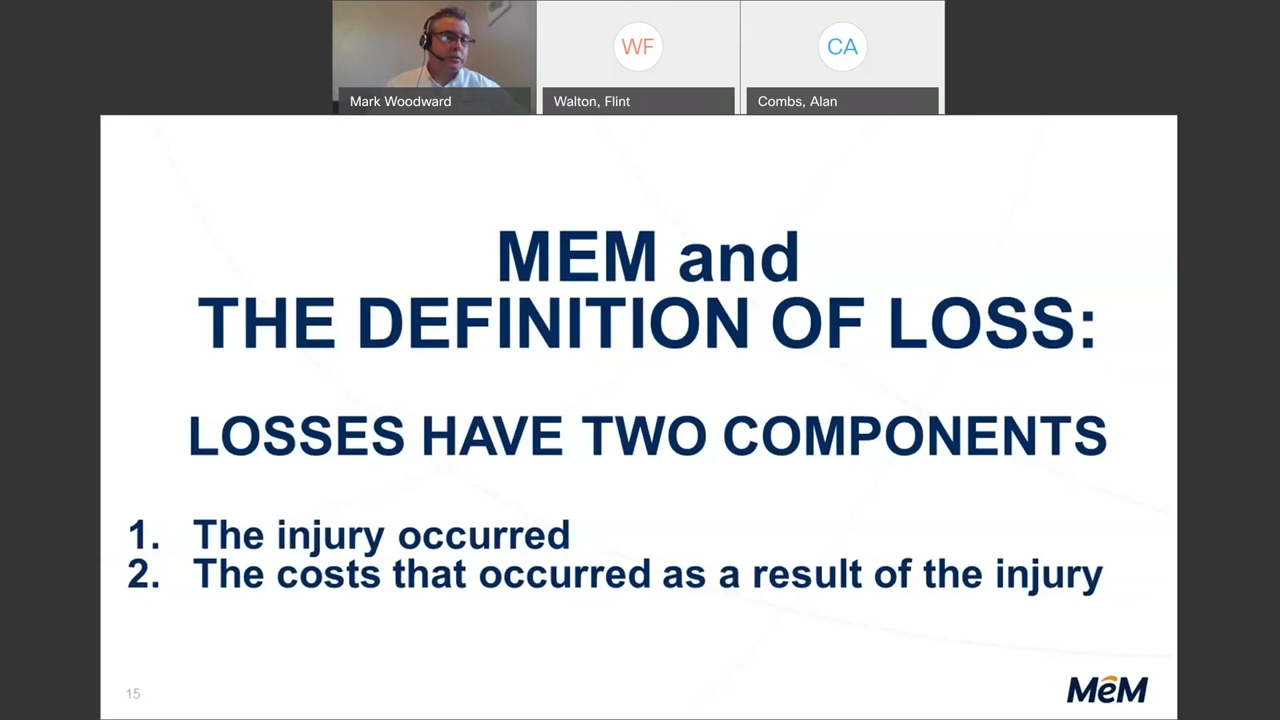 WF
CA
Mark Woodward
Walton, Flint
Combs, Alan
MEM and
THE DEFINITION OF LOSS:
LOSSES HAVE TWO COMPONENTS
1. The injury occurred
2. The costs that occurred as a result of the injury
15
MeM